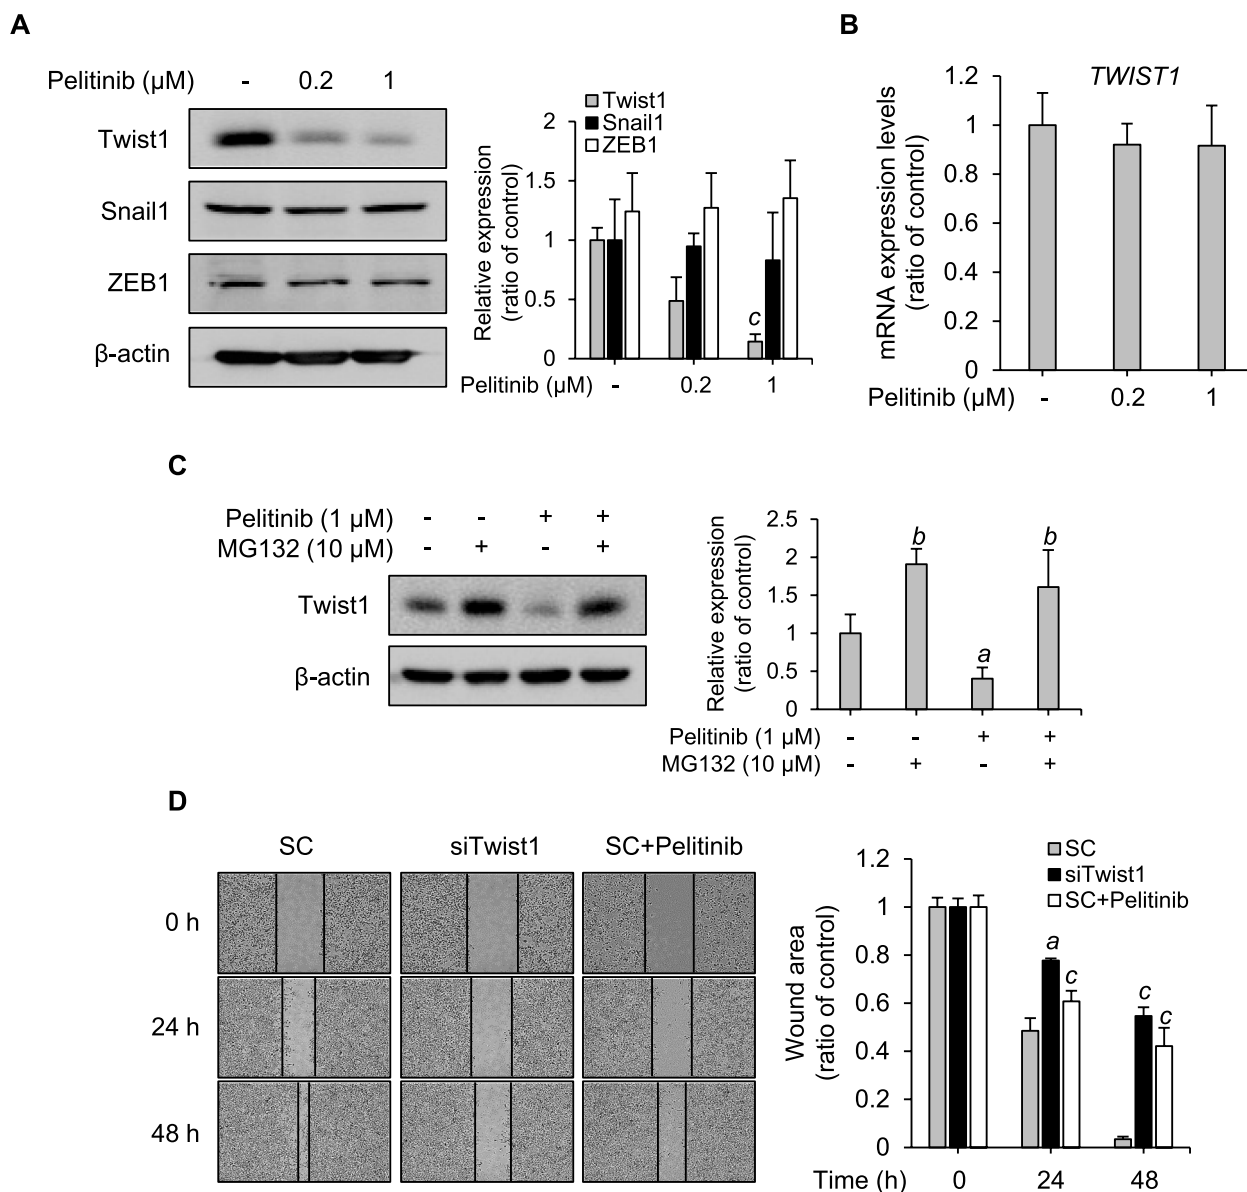 A
Pelitinib (μM) - 0.2 1
Twist1
Snail1
ZEB1
β-actin
Twist1
Snail1
ZEB1
Relative expression
(ratio of control)
2
1.5
1
0.5
0
c
Pelitinib (μM) - 0.2 1
B
TWIST1
mRNA expression levels
(ratio of control)
1.2
1
0.8
0.6
0.4
0.2
0
Pelitinib (μM) - 0.2 1
C
Pelitinib (1 μM) - - + +
MG132 (10 μM) - + - +
Twist1
β-actin
Relative expression
(ratio of control)
2.5
2
1.5
1
0.5
0
b
a
b
Pelitinib (1 μM) - - + +
MG132 (10 μM) - + - +
D
SC siTwist1 SC+Pelitinib
0 h
24 h
48 h
SC
siTwist1
SC+Pelitinib
Wound area
(ratio of control)
1.2
1
0.8
0.6
0.4
0.2
0
a
c
c
c
Time (h) 0 24 48